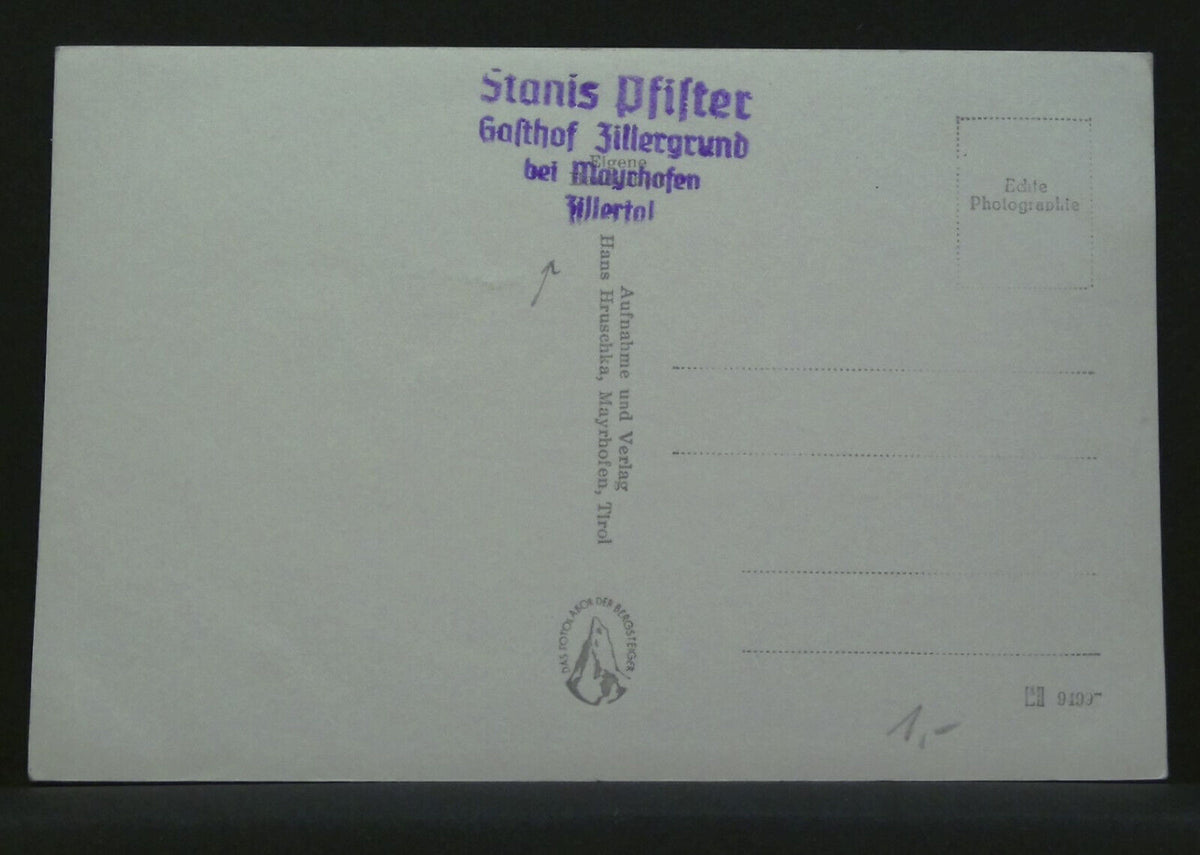 Stanis Pfiſter
Gaſthof Zillergrund
bei Mayrhofen
Zillertal
Eigene
Echte
Photographie
Aufnahme und Verlag
Hans Hruschka, Mayrhofen, Tirol
DAS FOTOLABOR DER BERGSTEIGER
1,-